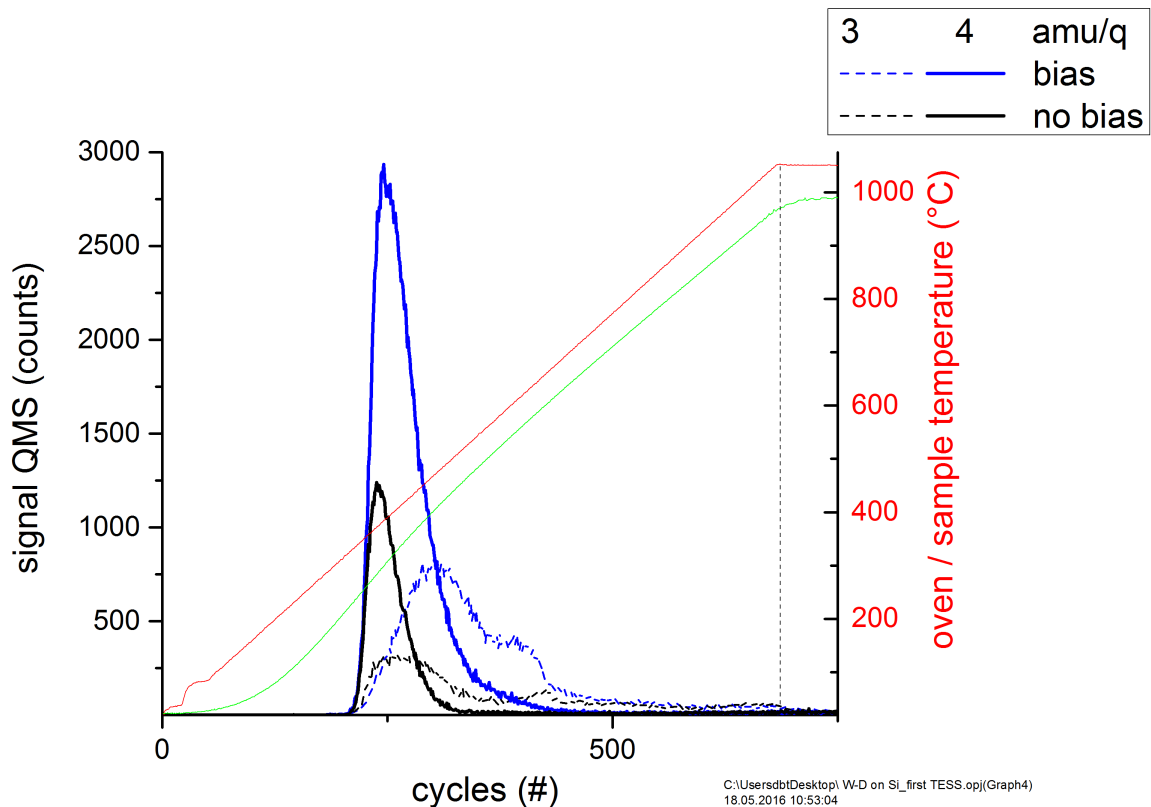 3 4 amu/q
bias
no bias
3000
2500
2000
1500
1000
500
signal QMS (counts)
1000
800
600
400
200
oven / sample temperature (°C)
0 500
cycles (#)
C:\UsersdbtDesktop\ W-D on Si_first TESS.opj(Graph4)
18.05.2016 10:53:04